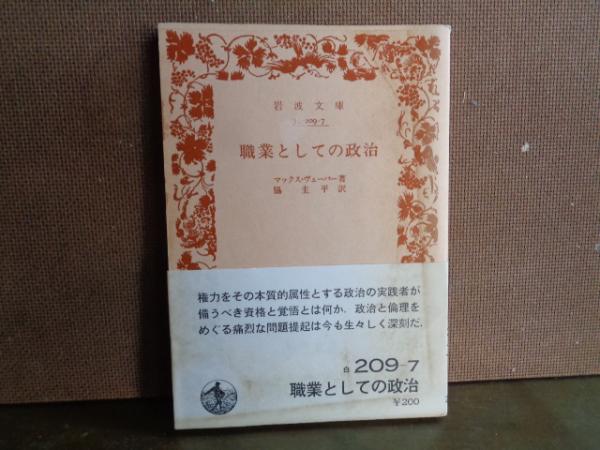 岩波文庫
209-7
職業としての政治
マックス・ヴェーバー著
脇圭平訳
権力をその本質的属性とする政治の実践者が
備うべき資格と覚悟とは何か．政治と倫理を
めぐる痛烈な問題提起は今も生々しく深刻だ．
白 209-7
職業としての政治
￥200